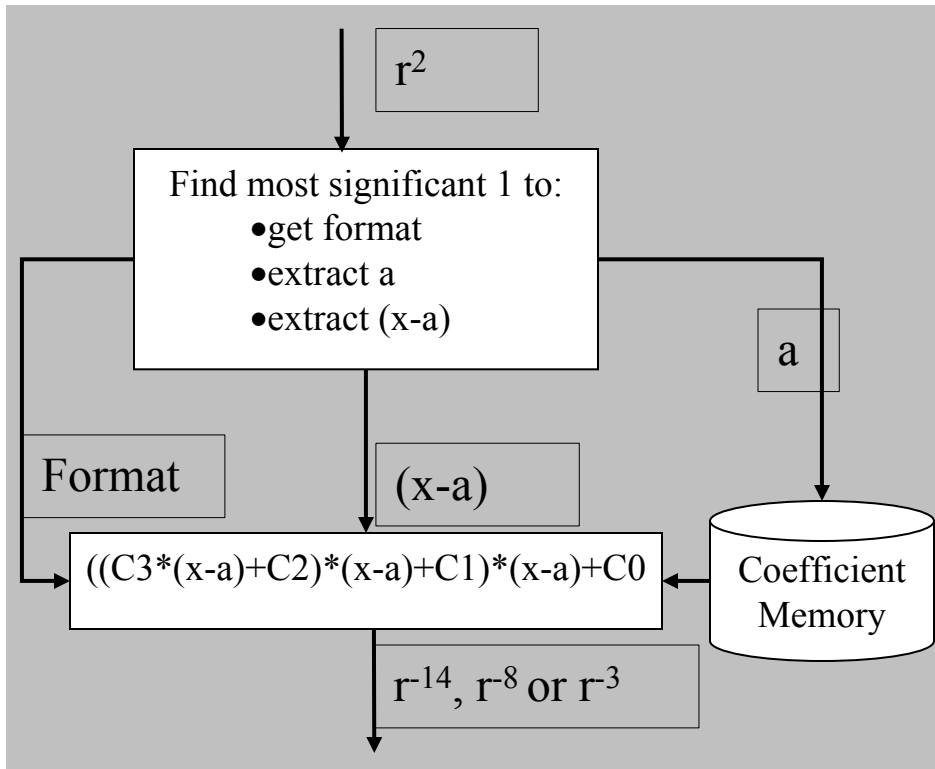 r²
Find most significant 1 to:
•get format
•extract a
•extract (x-a)
a
Format
(x-a)
((C3*(x-a)+C2)*(x-a)+C1)*(x-a)+C0
Coefficient
Memory
r⁻¹⁴, r⁻⁸ or r⁻³